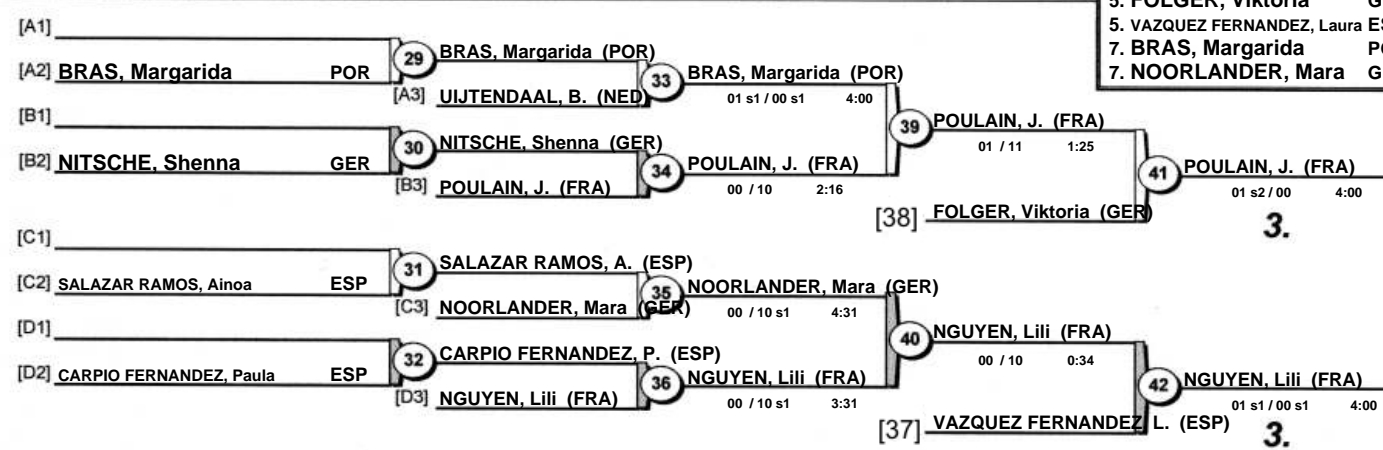 5. FOLGER, Viktoria
5. VAZQUEZ FERNANDEZ, Laura
7. BRAS, Margarida
7. NOORLANDER, Mara
[A1]
[A2] BRAS, Margarida POR
29
BRAS, Margarida (POR)
[A3] UIJTENDAAL, B. (NED)
33
BRAS, Margarida (POR)
01 s1 / 00 s1 4:00
[B1]
[B2] NITSCHE, Shenna GER
30
NITSCHE, Shenna (GER)
[B3] POULAIN, J. (FRA)
34
POULAIN, J. (FRA)
00 / 10 2:16
39
POULAIN, J. (FRA)
01 / 11 1:25
[38] FOLGER, Viktoria (GER)
41
POULAIN, J. (FRA)
01 s2 / 00 4:00
3.
[C1]
[C2] SALAZAR RAMOS, Ainoa ESP
31
SALAZAR RAMOS, A. (ESP)
[C3] NOORLANDER, Mara (GER)
35
NOORLANDER, Mara (GER)
00 / 10 s1 4:31
[D1]
[D2] CARPIO FERNANDEZ, Paula ESP
32
CARPIO FERNANDEZ, P. (ESP)
[D3] NGUYEN, Lili (FRA)
36
NGUYEN, Lili (FRA)
00 / 10 s1 3:31
40
NGUYEN, Lili (FRA)
00 / 10 0:34
[37] VAZQUEZ FERNANDEZ, L. (ESP)
42
NGUYEN, Lili (FRA)
01 s1 / 00 s1 4:00
3.